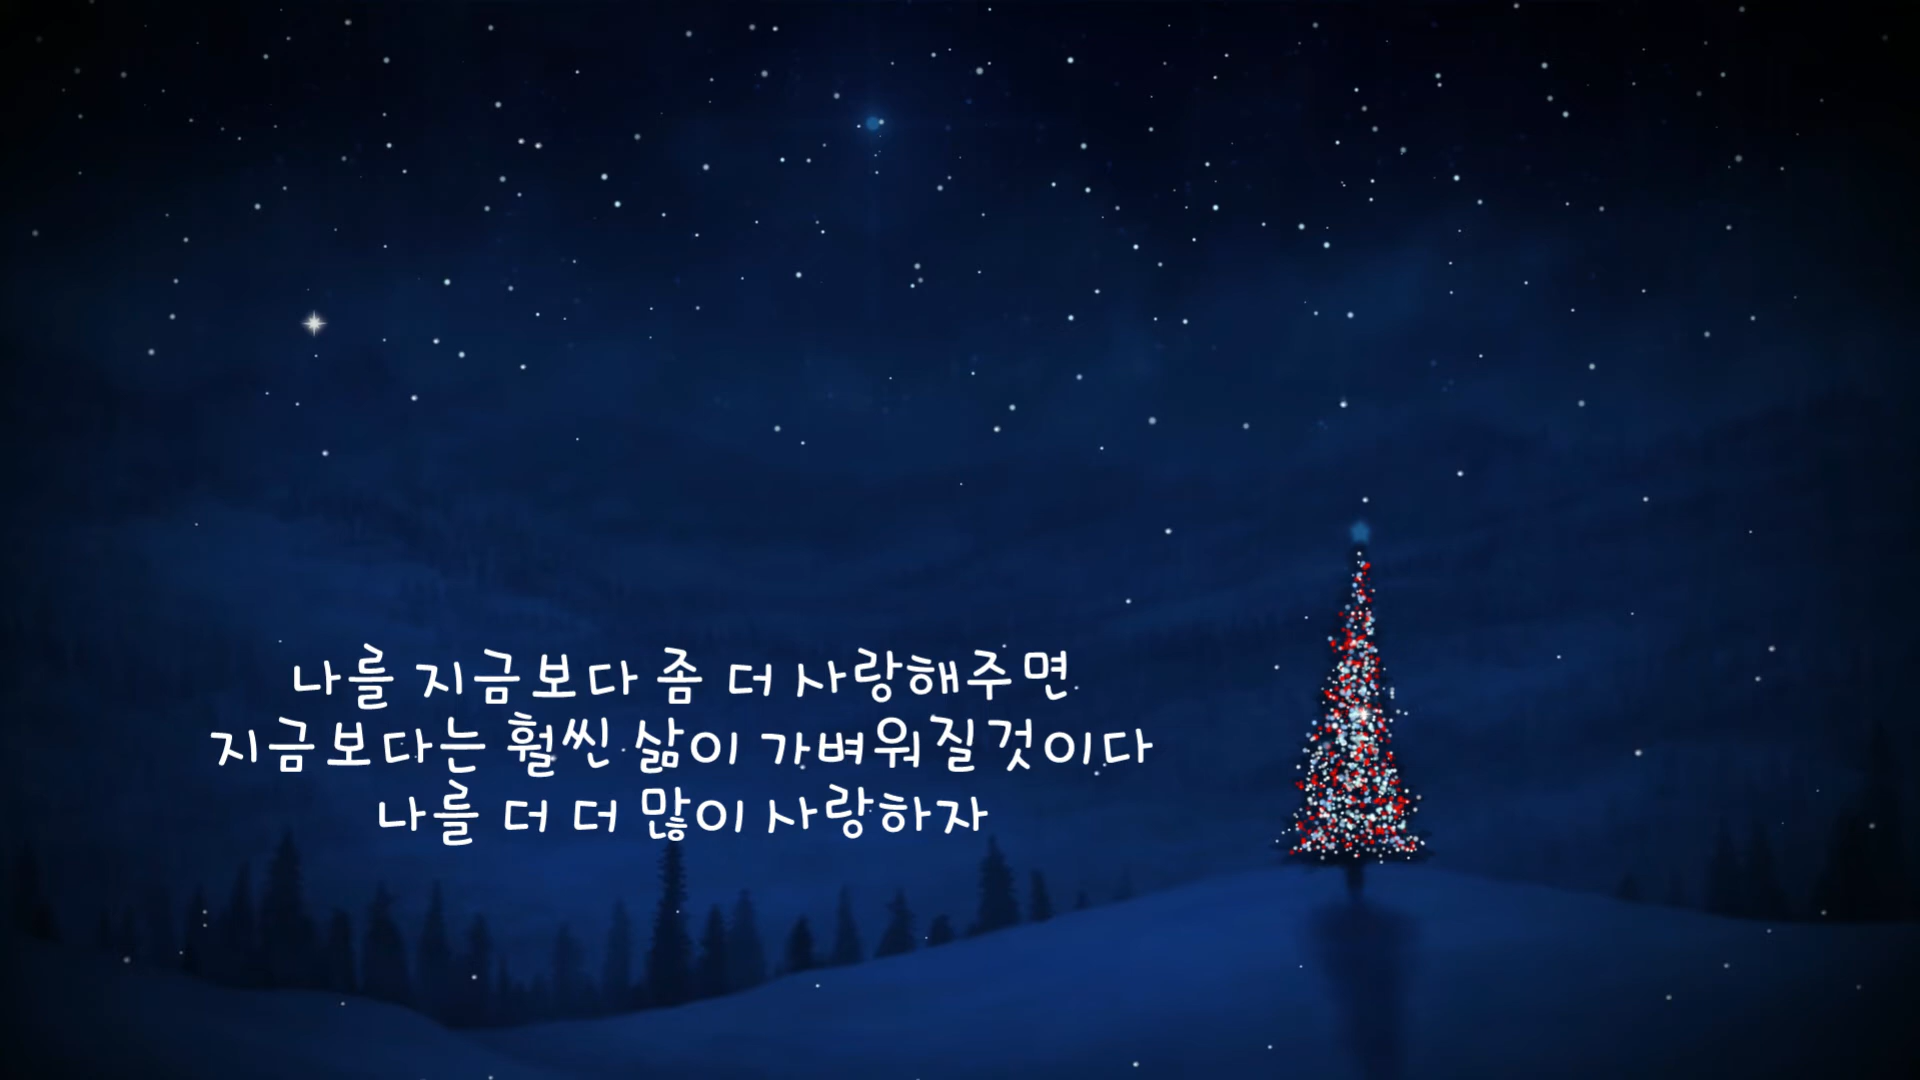 나를 지금보다 좀 더 사랑해주면
지금보다는 훨씬 삶이 가벼워질것이다
나를 더 더 많이 사랑하자